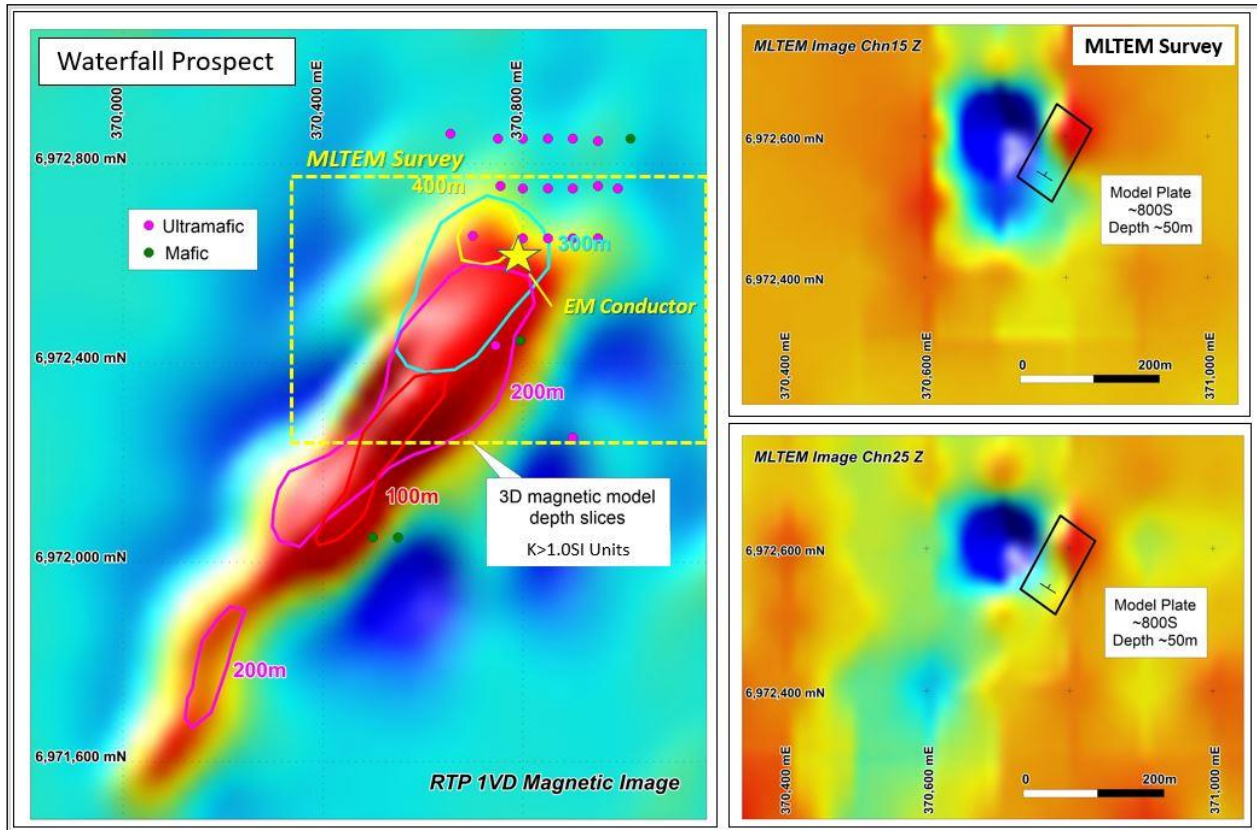 Waterfall Prospect
370,000 mE
370,400 mE
370,800 mE
6,972,800 mN
MLTEM Survey
400m
Ultramafic
Mafic
300m
EM Conductor
6,972,400 mN
200m
100m
3D magnetic model
depth slices
K>1.0SI Units
6,972,000 mN
200m
6,971,600 mN
RTP 1VD Magnetic Image
MLTEM Image Chn15 Z
MLTEM Survey
6,972,600 mN
Model Plate
~800S
Depth ~50m
6,972,400 mN
370,400 mE
370,600 mE
371,000 mE
0
200m
MLTEM Image Chn25 Z
6,972,600 mN
Model Plate
~800S
Depth ~50m
6,972,400 mN
370,400 mE
370,600 mE
371,000 mE
0
200m